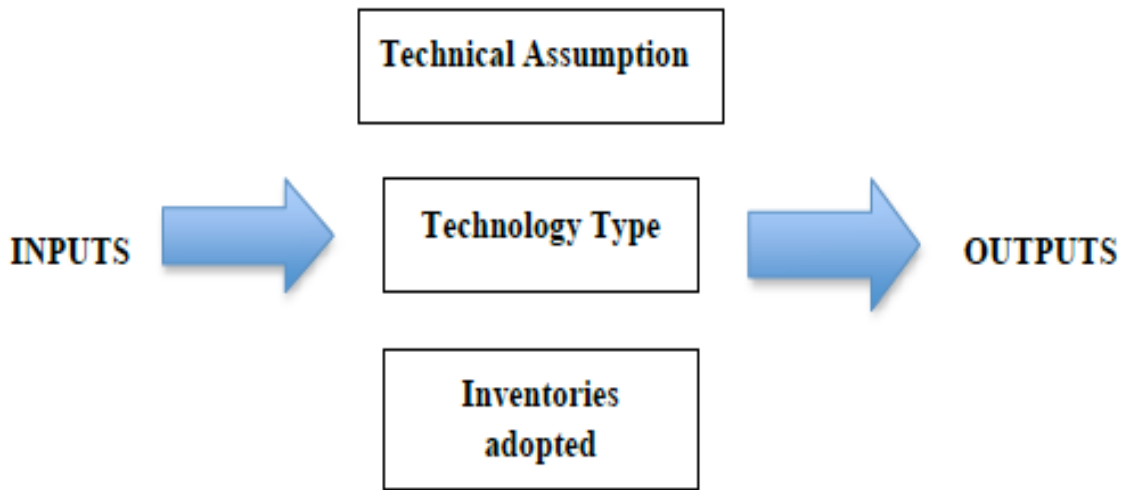 Technical Assumption
INPUTS
Technology Type
OUTPUTS
Inventories
adopted